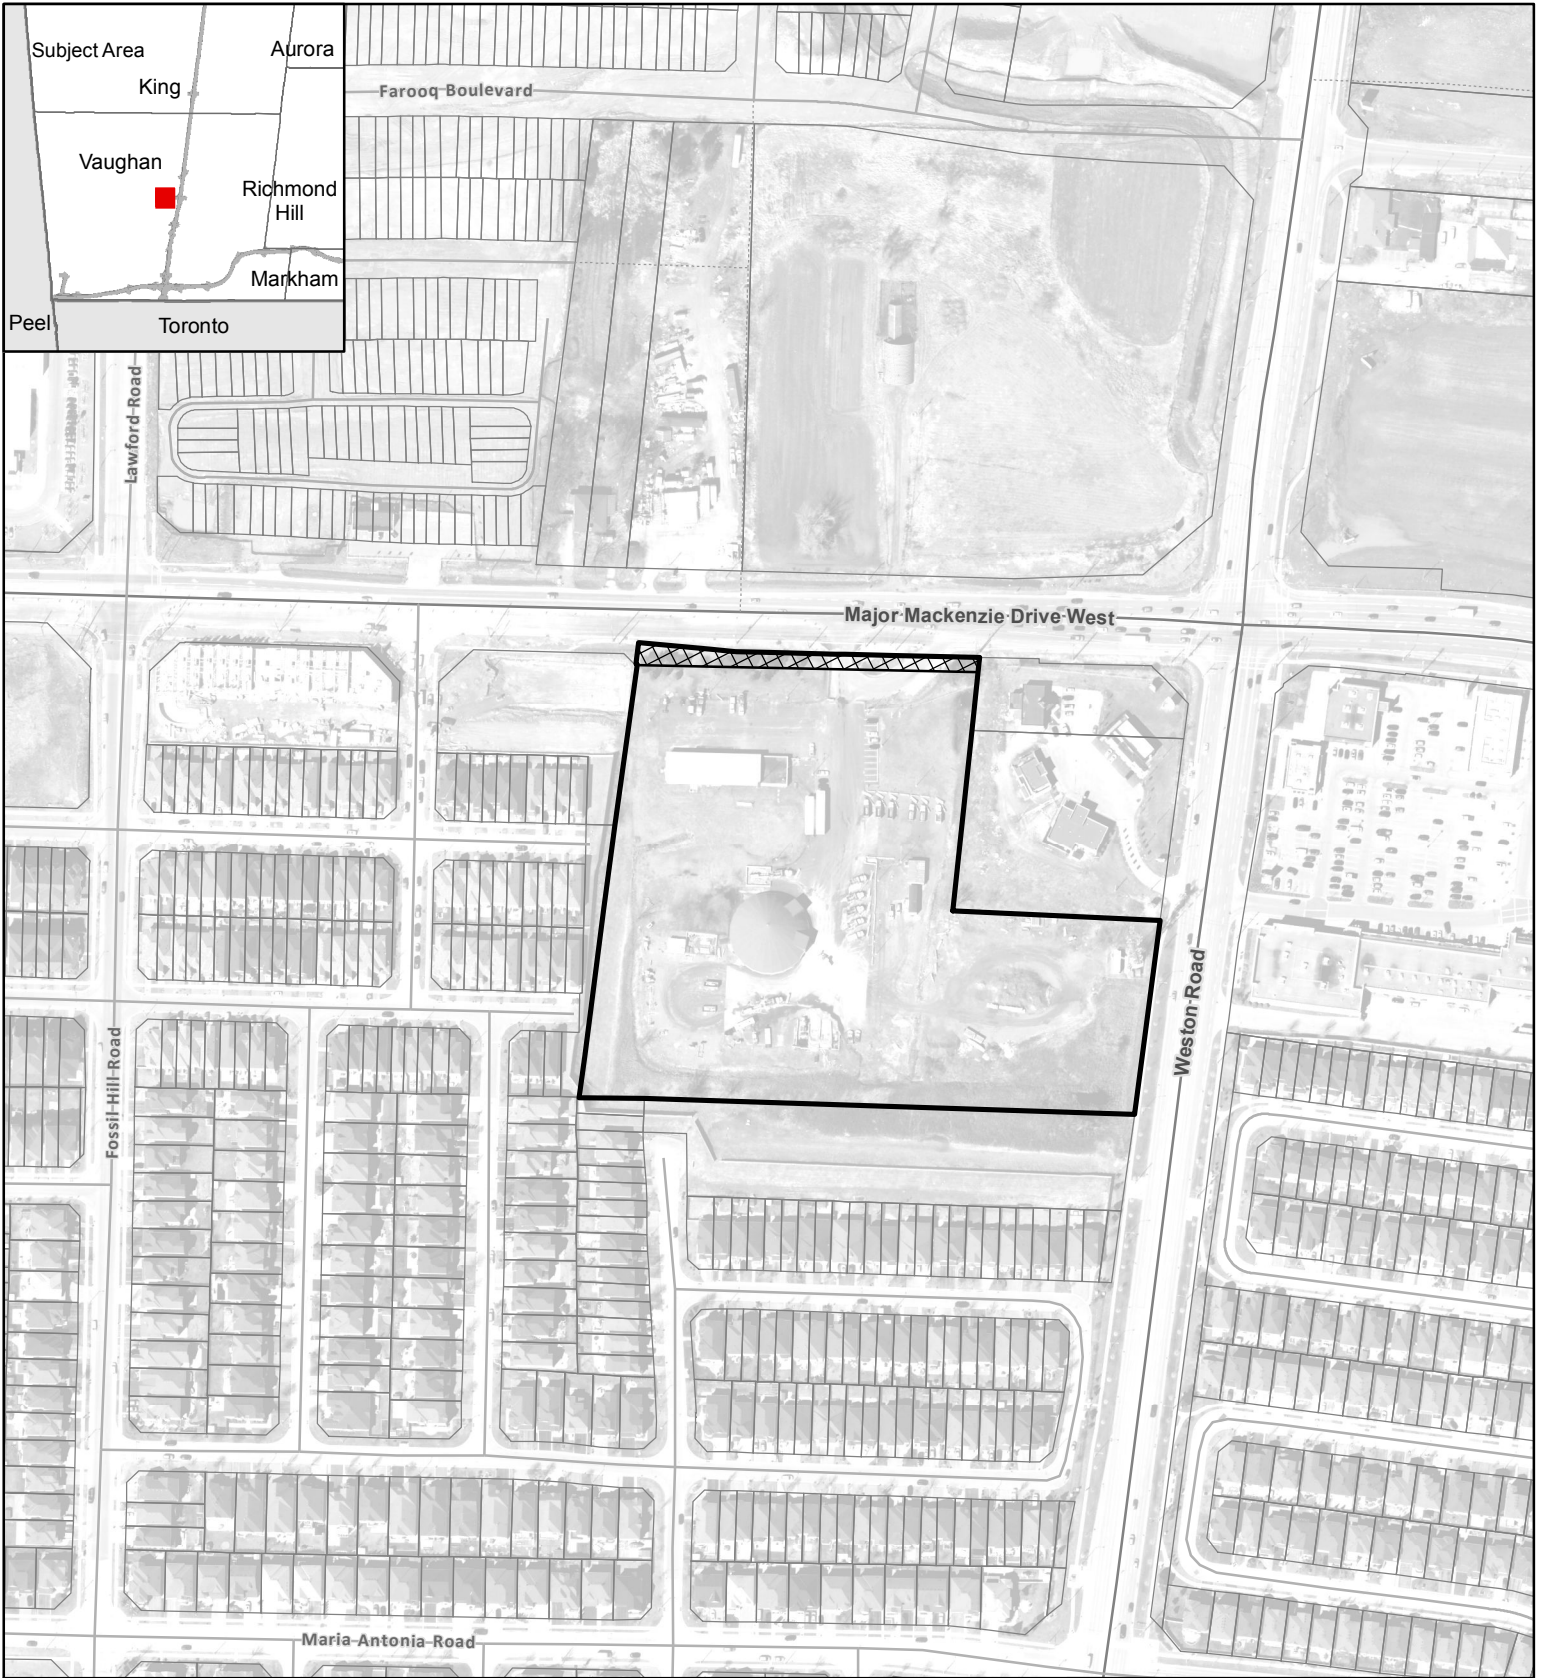 Subject Area
Aurora
King
Vaughan
Richmond
Hill
Markham
Peel
Toronto
Farooq Boulevard
Lawford Road
Major Mackenzie Drive West
Weston Road
Fossil Hill Road
Maria Antonia Road